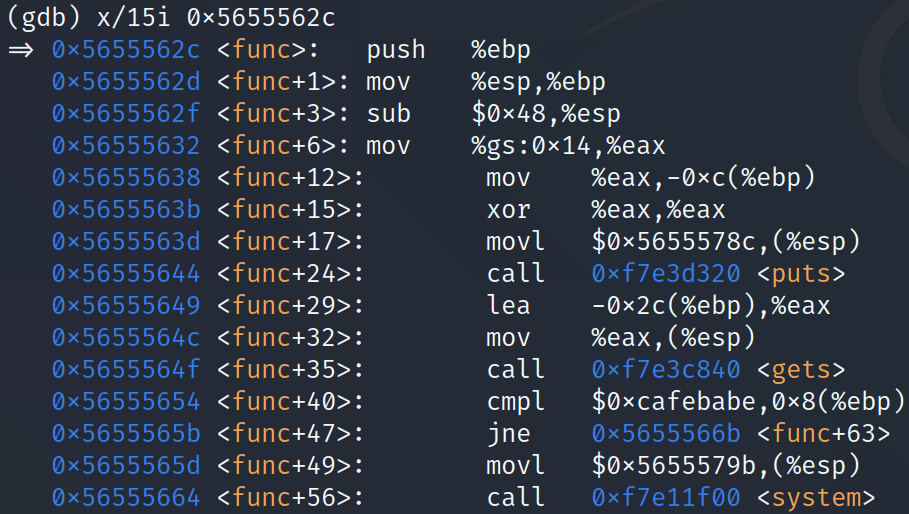 (gdb) x/15i 0×5655562c
⇒ 0×5655562c <func>: push %ebp
0×5655562d <func+1>: mov %esp,%ebp
0×5655562f <func+3>: sub $0×48,%esp
0×56555632 <func+6>: mov %gs:0×14,%eax
0×56555638 <func+12>: mov %eax,-0×c(%ebp)
0×5655563b <func+15>: xor %eax,%eax
0×5655563d <func+17>: movl $0×5655578c,(%esp)
0×56555644 <func+24>: call 0×f7e3d320 <puts>
0×56555649 <func+29>: lea -0×2c(%ebp),%eax
0×5655564c <func+32>: mov %eax,(%esp)
0×5655564f <func+35>: call 0×f7e3c840 <gets>
0×56555654 <func+40>: cmpl $0×cafebabe,0×8(%ebp)
0×5655565b <func+47>: jne 0×5655566b <func+63>
0×5655565d <func+49>: movl $0×5655579b,(%esp)
0×56555664 <func+56>: call 0×f7e11f00 <system>